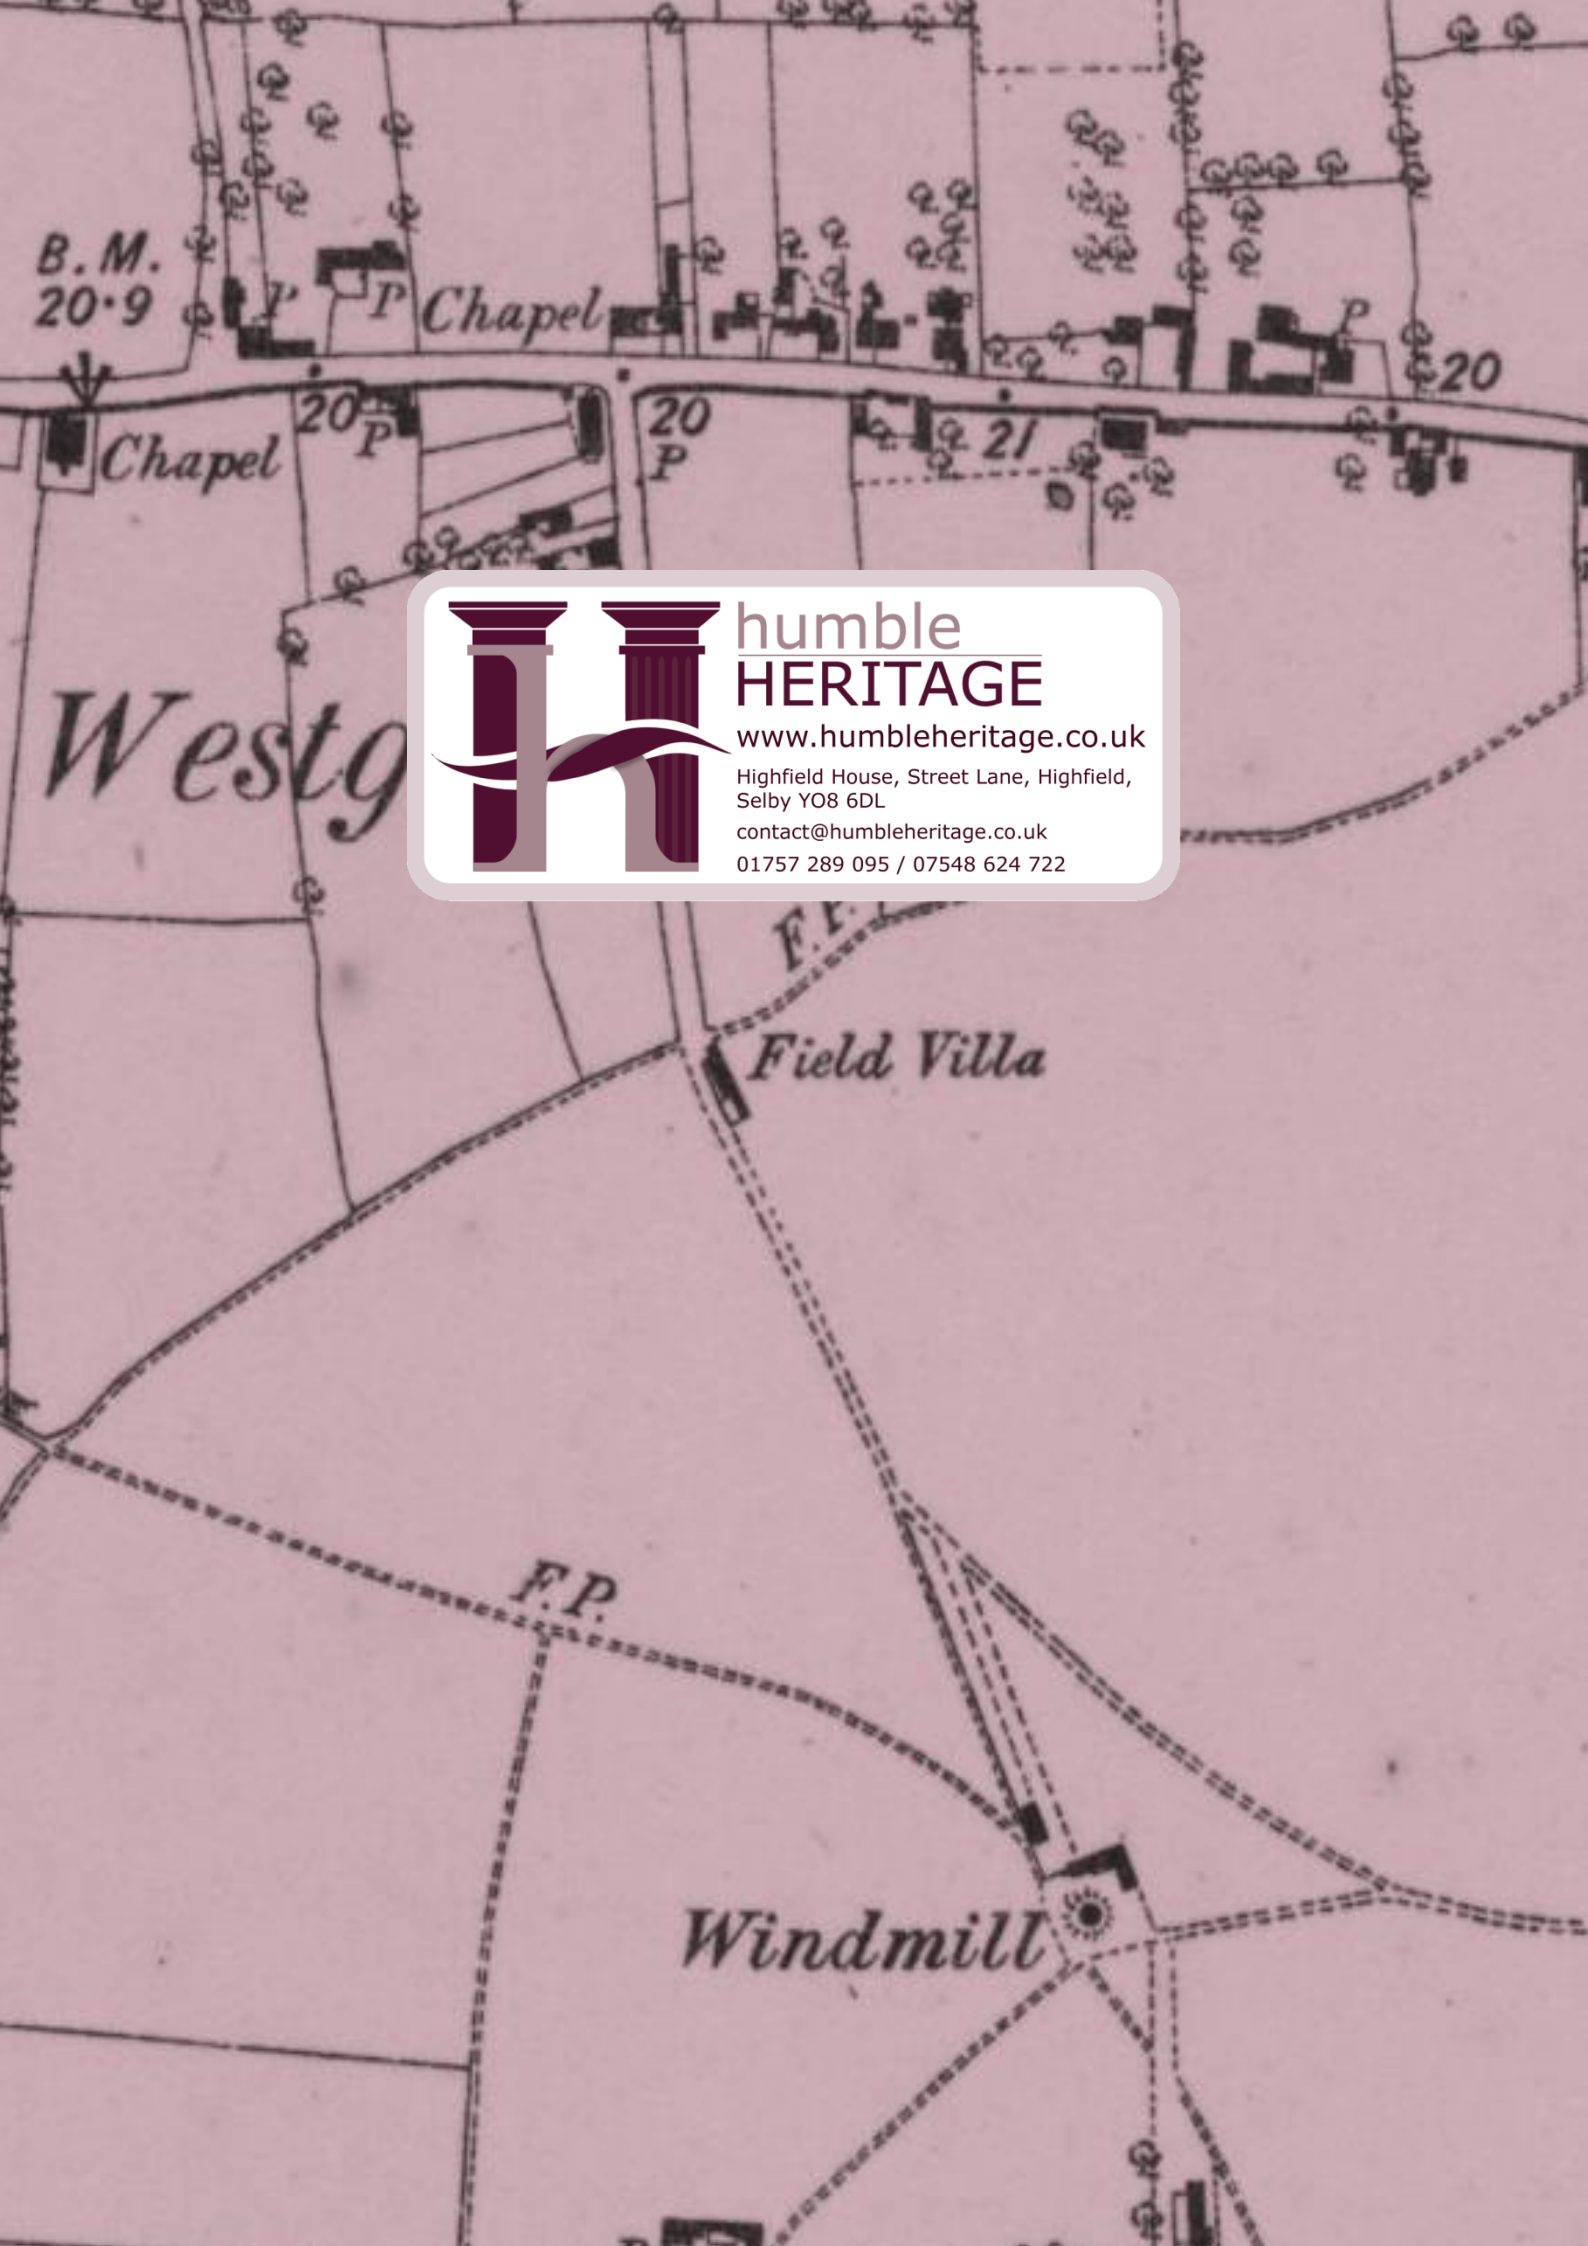 B.M.
20·9
P
P
Chapel
20
Chapel
20
P
20
P
21
P
Westg
humble
HERITAGE
www.humbleheritage.co.uk
Highfield House, Street Lane, Highfield,
Selby YO8 6DL
contact@humbleheritage.co.uk
01757 289 095 / 07548 624 722
F.P.
Field Villa
F.P.
Windmill